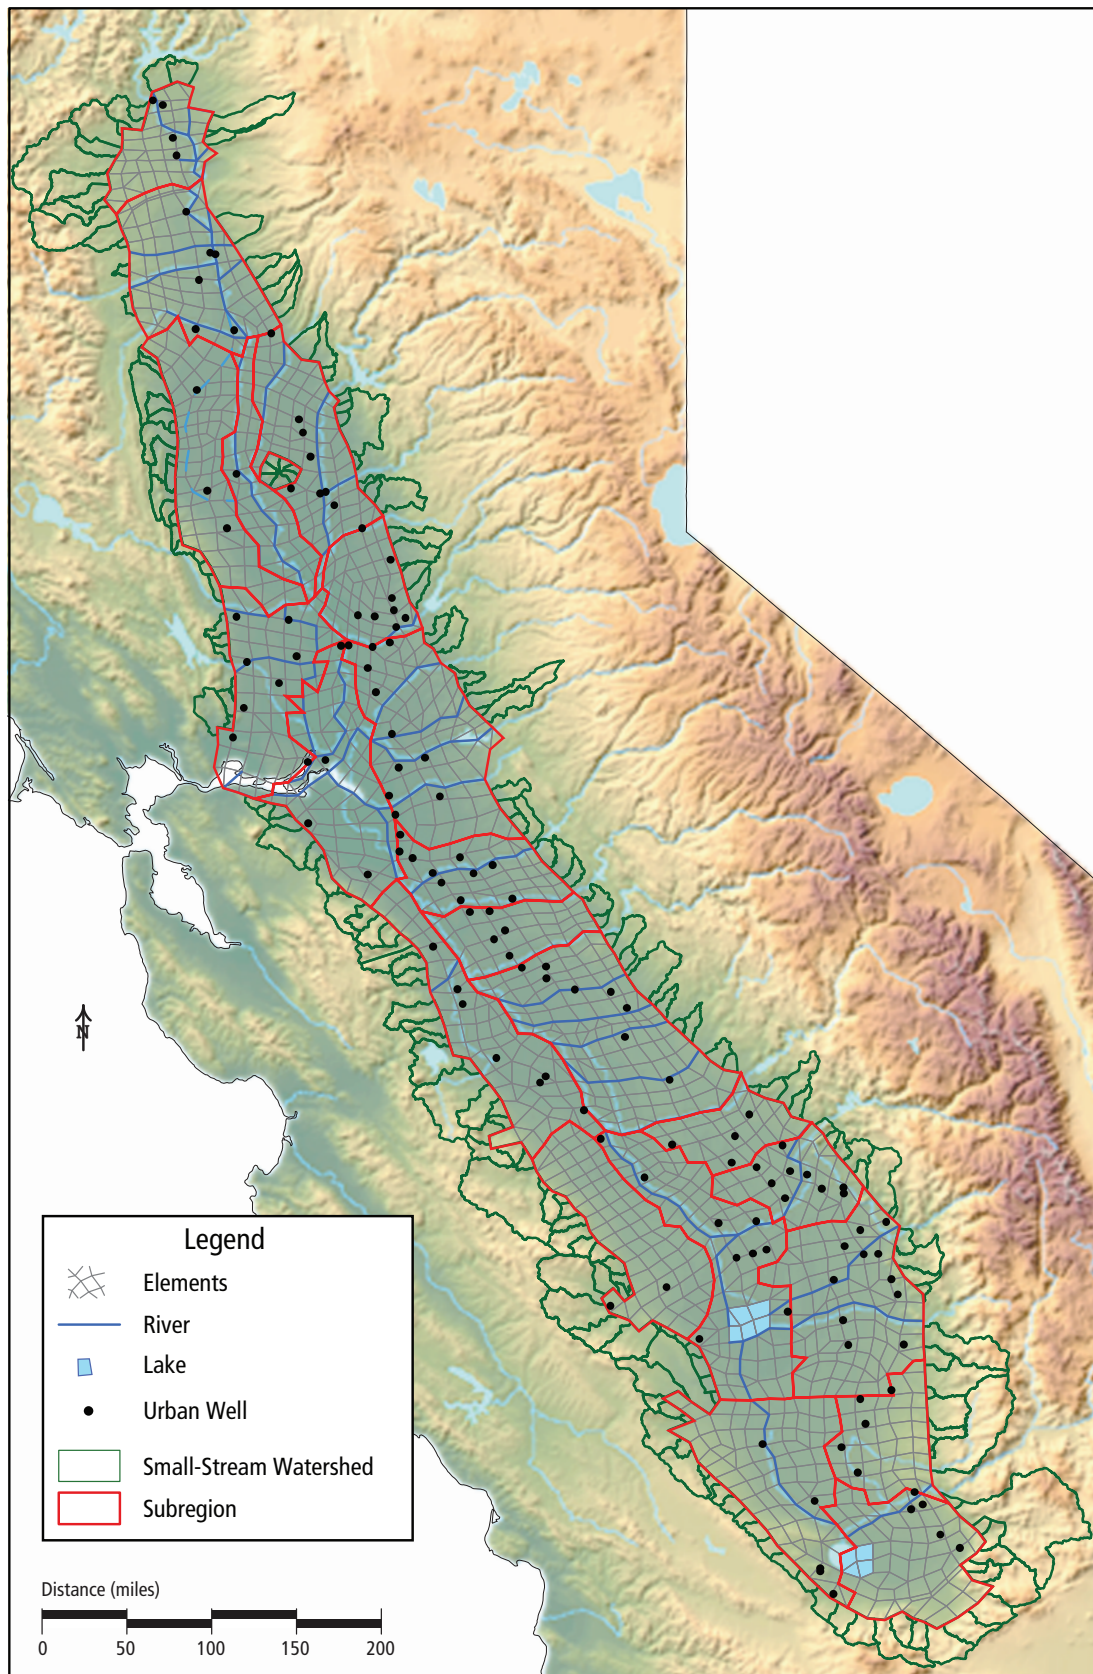 N
Legend
Elements
River
Lake
Urban Well
Small-Stream Watershed
Subregion
Distance (miles)
0 50 100 150 200